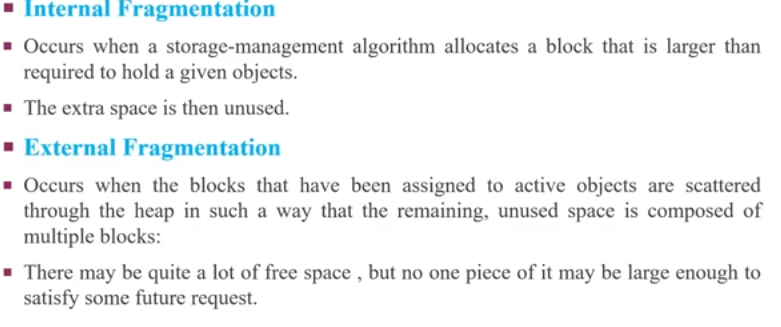 Internal Fragmentation
Occurs when a storage-management algorithm allocates a block that is larger than
required to hold a given objects.
The extra space is then unused.
External Fragmentation
Occurs when the blocks that have been assigned to active objects are scattered
through the heap in such a way that the remaining, unused space is composed of
multiple blocks:
There may be quite a lot of free space , but no one piece of it may be large enough to
satisfy some future request.